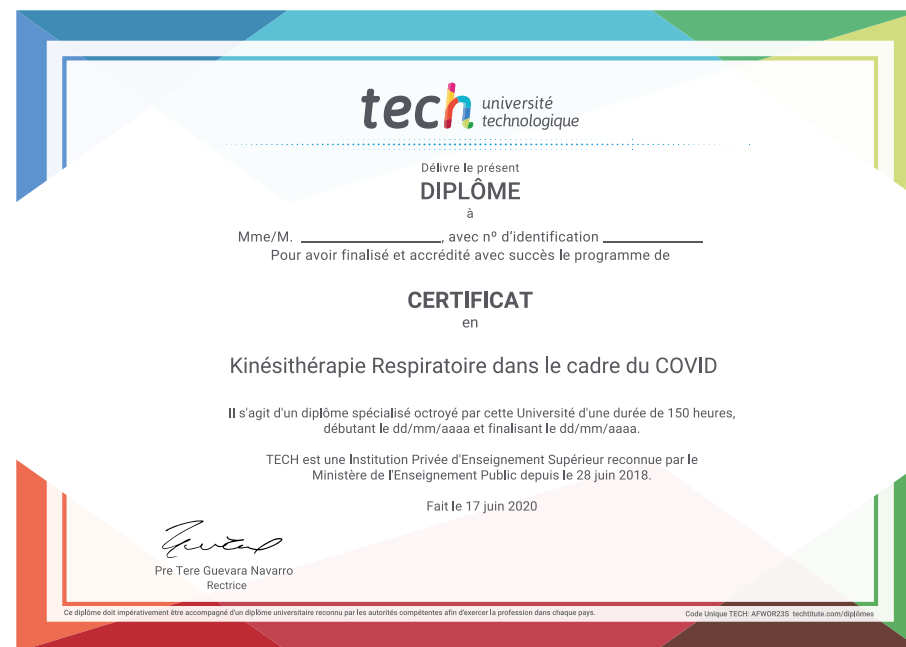 tech université
technologique
Délivre le présent
DIPLÔME
à
Mme/M. ____________________, avec nº d'identification ______________
Pour avoir finalisé et accrédité avec succès le programme de
CERTIFICAT
en
Kinésithérapie Respiratoire dans le cadre du COVID
Il s'agit d'un diplôme spécialisé octroyé par cette Université d'une durée de 150 heures,
débutant le dd/mm/aaaa et finalisant le dd/mm/aaaa.
TECH est une Institution Privée d'Enseignement Supérieur reconnue par le
Ministère de l'Enseignement Public depuis le 28 juin 2018.
Fait le 17 juin 2020
Pre Tere Guevara Navarro
Rectrice
Ce diplôme doit impérativement être accompagné d'un diplôme universitaire reconnu par les autorités compétentes afin d'exercer la profession dans chaque pays.
Code Unique TECH: AFWOR23S techtitute.com/diplômes